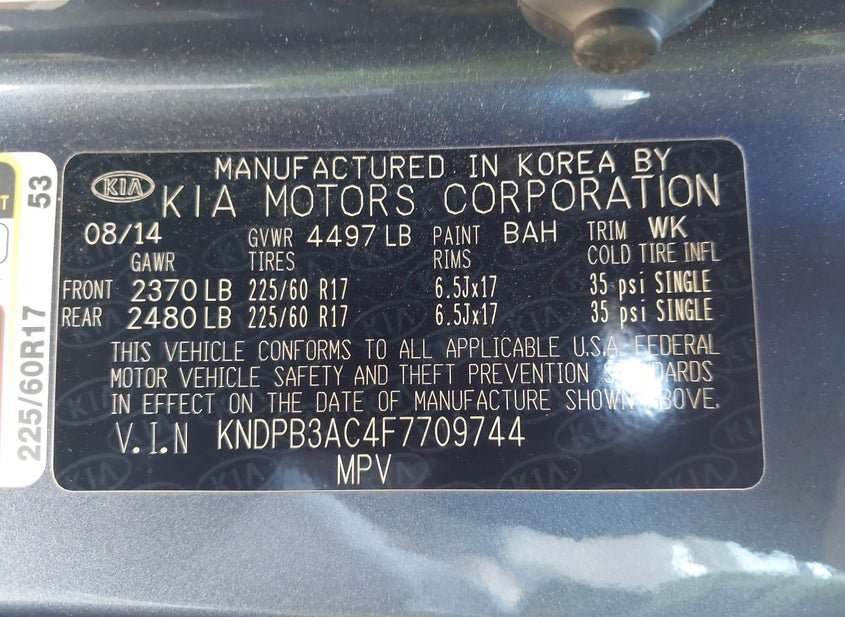 MANUFACTURED IN KOREA BY
KIA KIA MOTORS CORPORATION
08/14 GVWR 4497 LB PAINT BAH TRIM WK
GAWR TIRES RIMS COLD TIRE INFL
FRONT 2370 LB 225/60 R17 6.5Jx17 35 psi SINGLE
REAR 2480 LB 225/60 R17 6.5Jx17 35 psi SINGLE
THIS VEHICLE CONFORMS TO ALL APPLICABLE U.S.A. FEDERAL
MOTOR VEHICLE SAFETY AND THEFT PREVENTION STANDARDS
IN EFFECT ON THE DATE OF MANUFACTURE SHOWN ABOVE.
V.I.N KNDPB3AC4F7709744
MPV
225/60R17 53